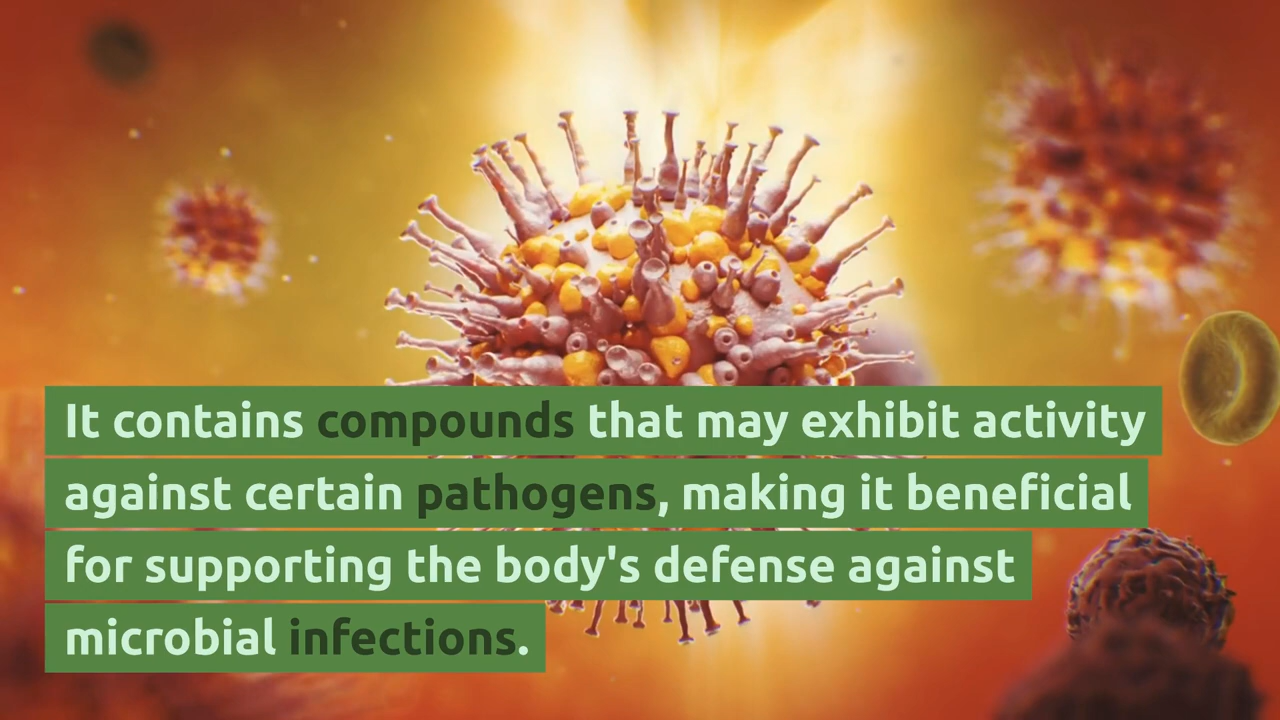 It contains compounds that may exhibit activity
against certain pathogens, making it beneficial
for supporting the body's defense against
microbial infections.